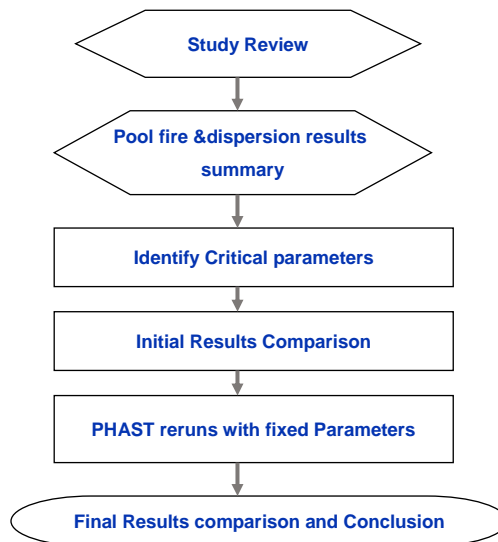 Study Review
Pool fire &dispersion results
summary
Identify Critical parameters
Initial Results Comparison
PHAST reruns with fixed Parameters
Final Results comparison and Conclusion